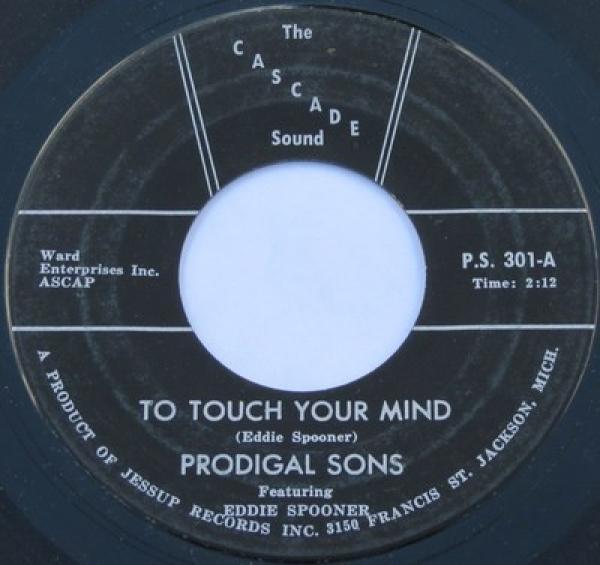 The
CASCADE
Sound
Ward
Enterprises Inc.
ASCAP
P.S. 301-A
Time: 2:12
TO TOUCH YOUR MIND
(Eddie Spooner)
PRODIGAL SONS
Featuring
EDDIE SPOONER
A PRODUCT OF JESSUP RECORDS INC. 3150 FRANCIS ST. JACKSON, MICH.